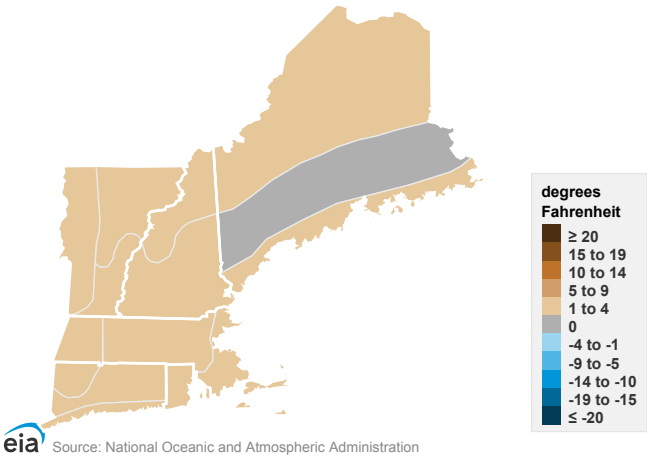 degrees
Fahrenheit
≥ 20
15 to 19
10 to 14
5 to 9
1 to 4
0
-4 to -1
-9 to -5
-14 to -10
-19 to -15
≤ -20
eia
Source: National Oceanic and Atmospheric Administration